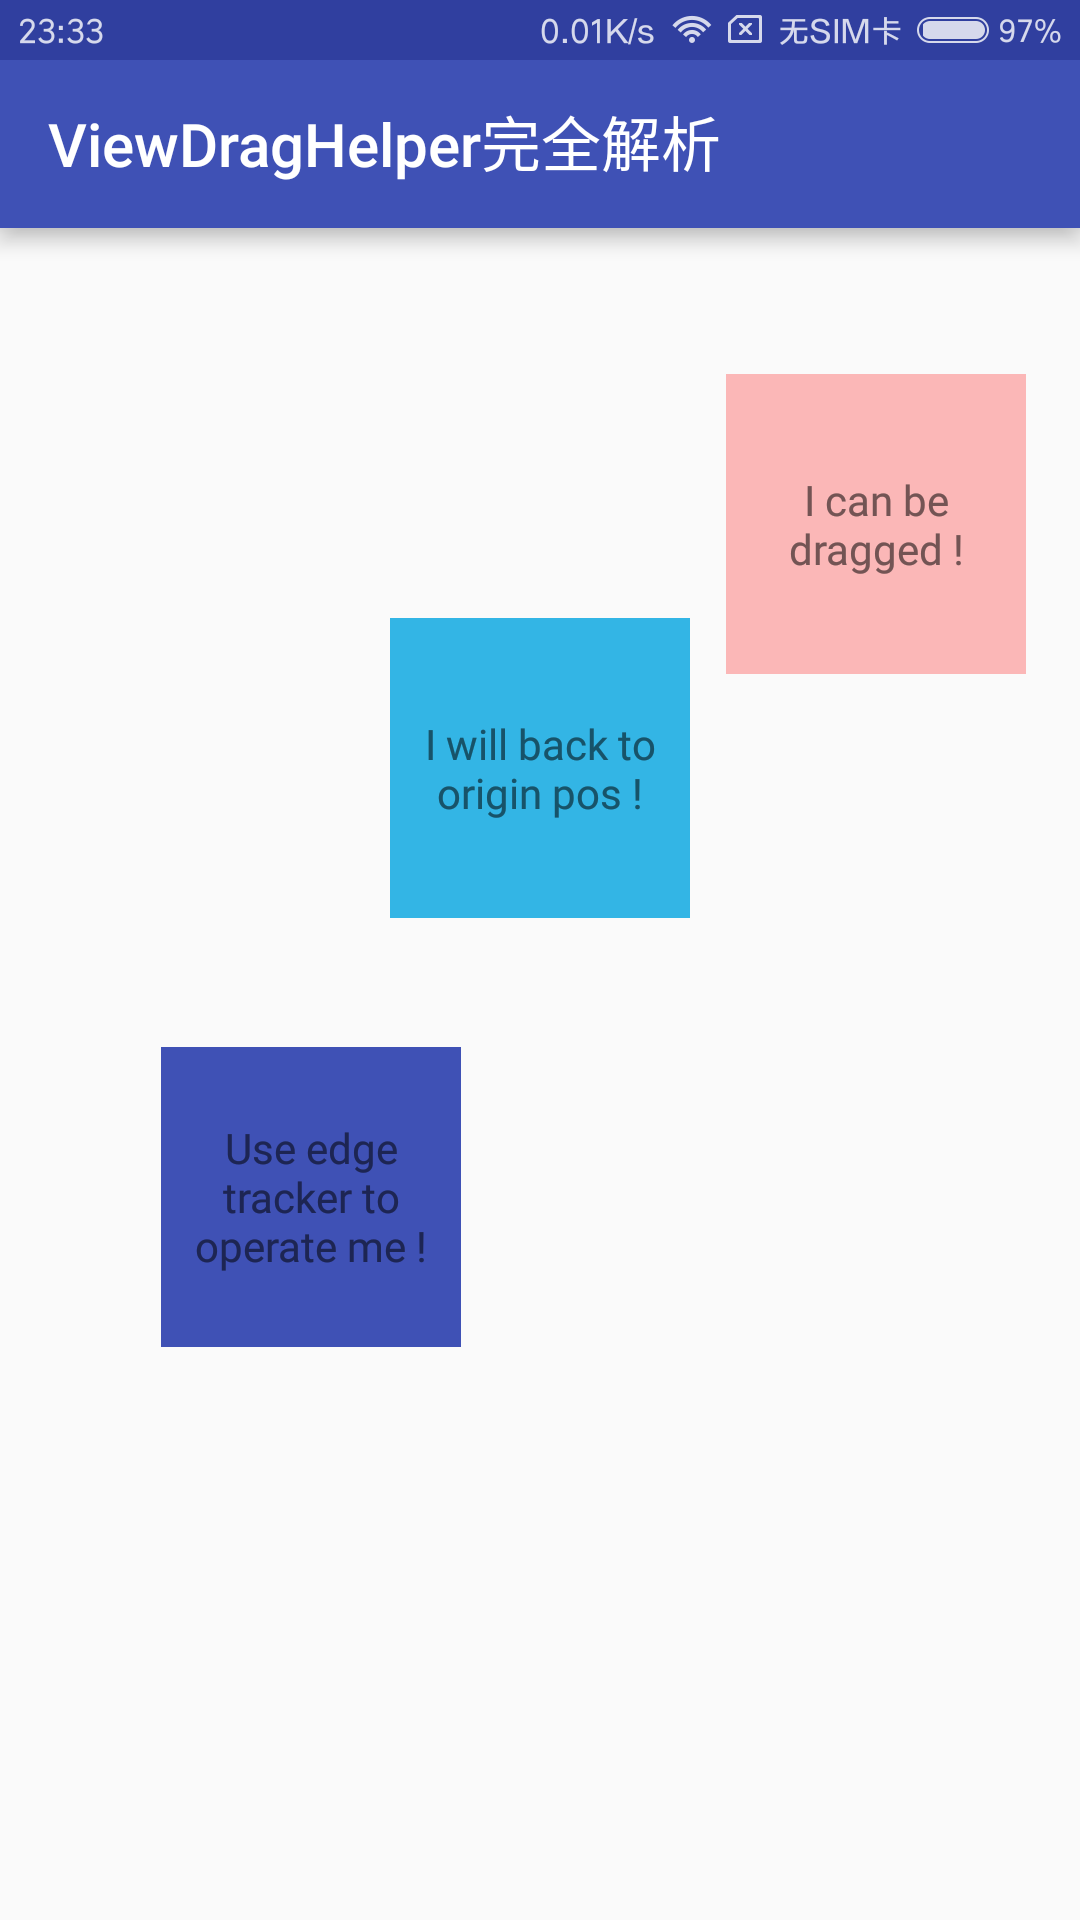 23:33 0.01K/s 无SIM卡 97%
ViewDragHelper完全解析
I can be
dragged !
I will back to
origin pos !
Use edge
tracker to
operate me !